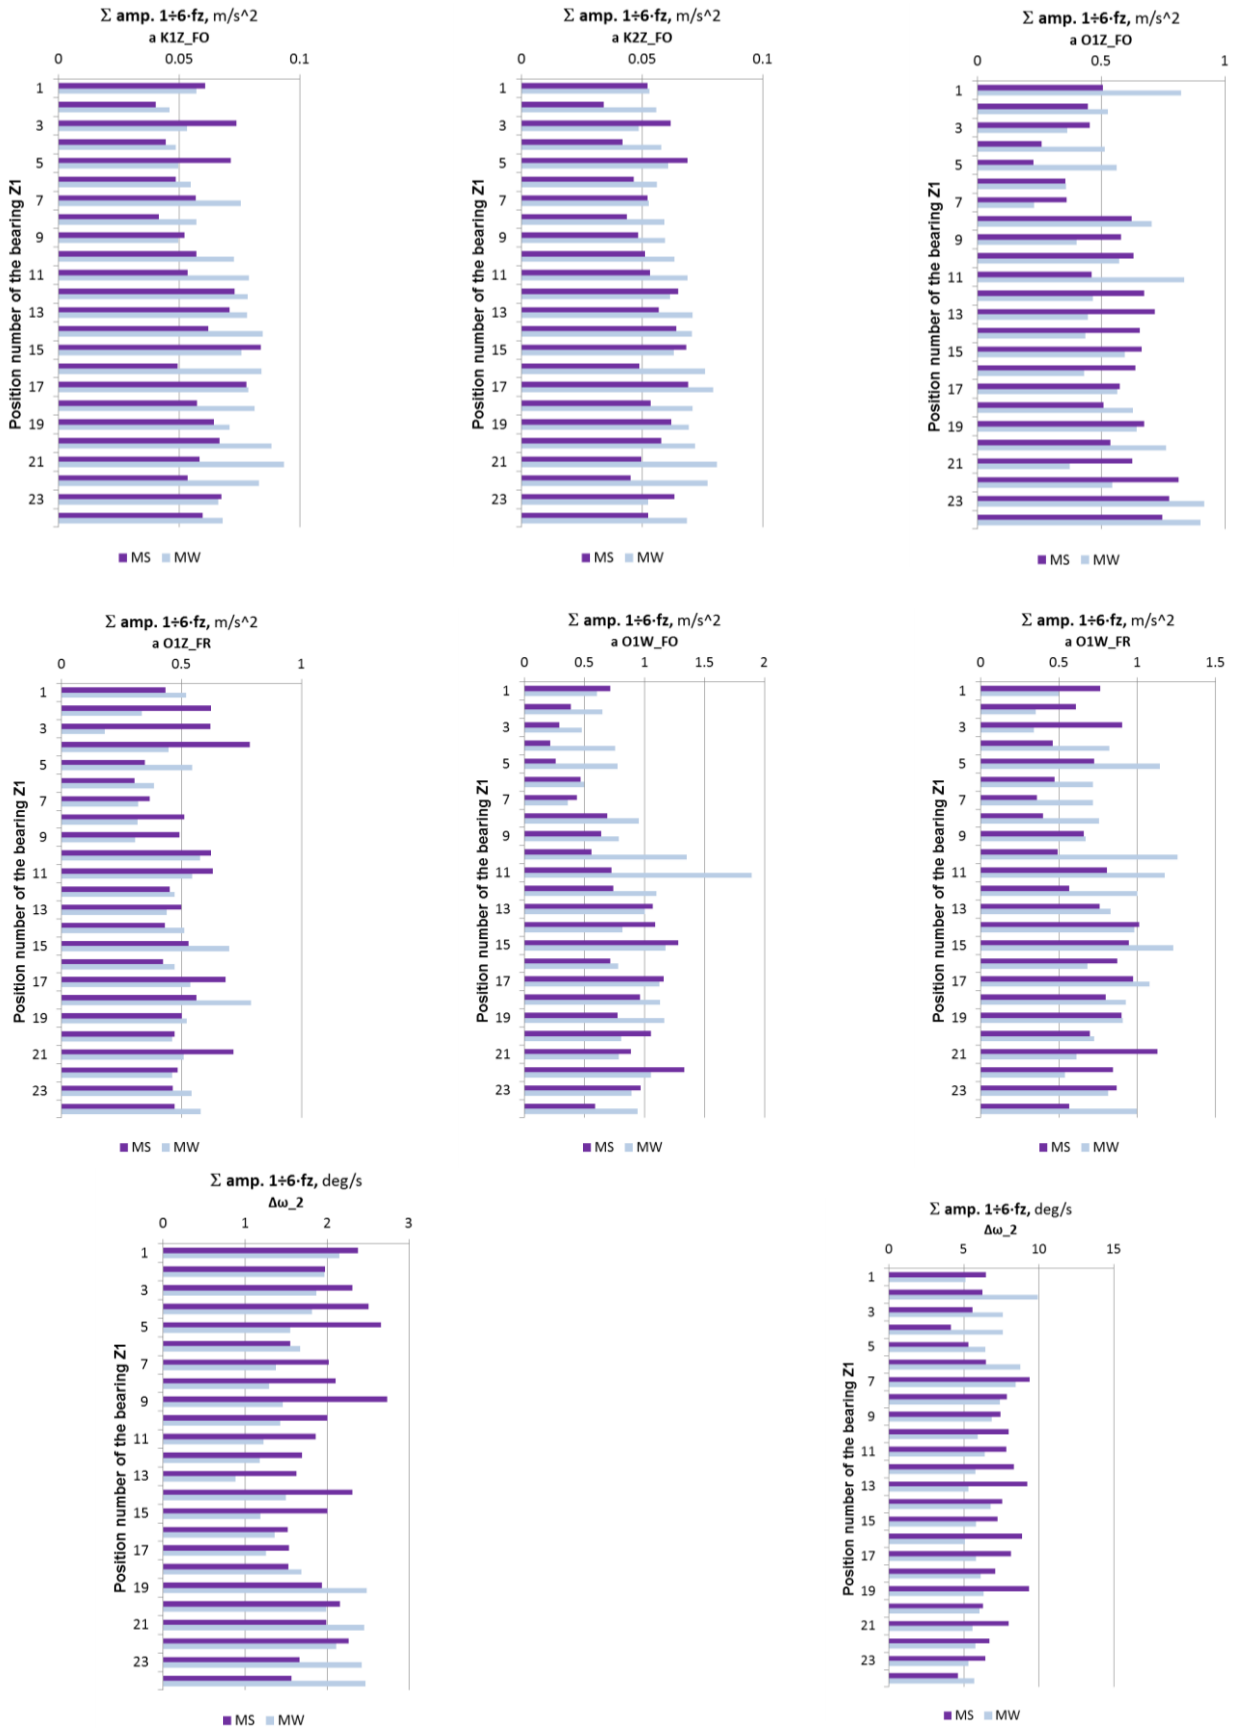 Σ amp. 1÷6·fz, m/s^2
a K1Z_FO
0 0.05 0.1
Position number of the bearing Z1
1
3
5
7
9
11
13
15
17
19
21
23
MS MW
Σ amp. 1÷6·fz, m/s^2
a K2Z_FO
0 0.05 0.1
Position number of the bearing Z1
1
3
5
7
9
11
13
15
17
19
21
23
MS MW
Σ amp. 1÷6·fz, m/s^2
a O1Z_FO
0 0.5 1
Position number of the bearing Z1
1
3
5
7
9
11
13
15
17
19
21
23
MS MW
Σ amp. 1÷6·fz, m/s^2
a O1Z_FR
0 0.5 1
Position number of the bearing Z1
1
3
5
7
9
11
13
15
17
19
21
23
MS MW
Σ amp. 1÷6·fz, m/s^2
a O1W_FO
0 0.5 1 1.5 2
Position number of the bearing Z1
1
3
5
7
9
11
13
15
17
19
21
23
MS MW
Σ amp. 1÷6·fz, m/s^2
a O1W_FR
0 0.5 1 1.5
Position number of the bearing Z1
1
3
5
7
9
11
13
15
17
19
21
23
MS MW
Σ amp. 1÷6·fz, deg/s
Δω_2
0 1 2 3
Position number of the bearing Z1
1
3
5
7
9
11
13
15
17
19
21
23
MS MW
Σ amp. 1÷6·fz, deg/s
Δω_2
0 5 10 15
Position number of the bearing Z1
1
3
5
7
9
11
13
15
17
19
21
23
MS MW